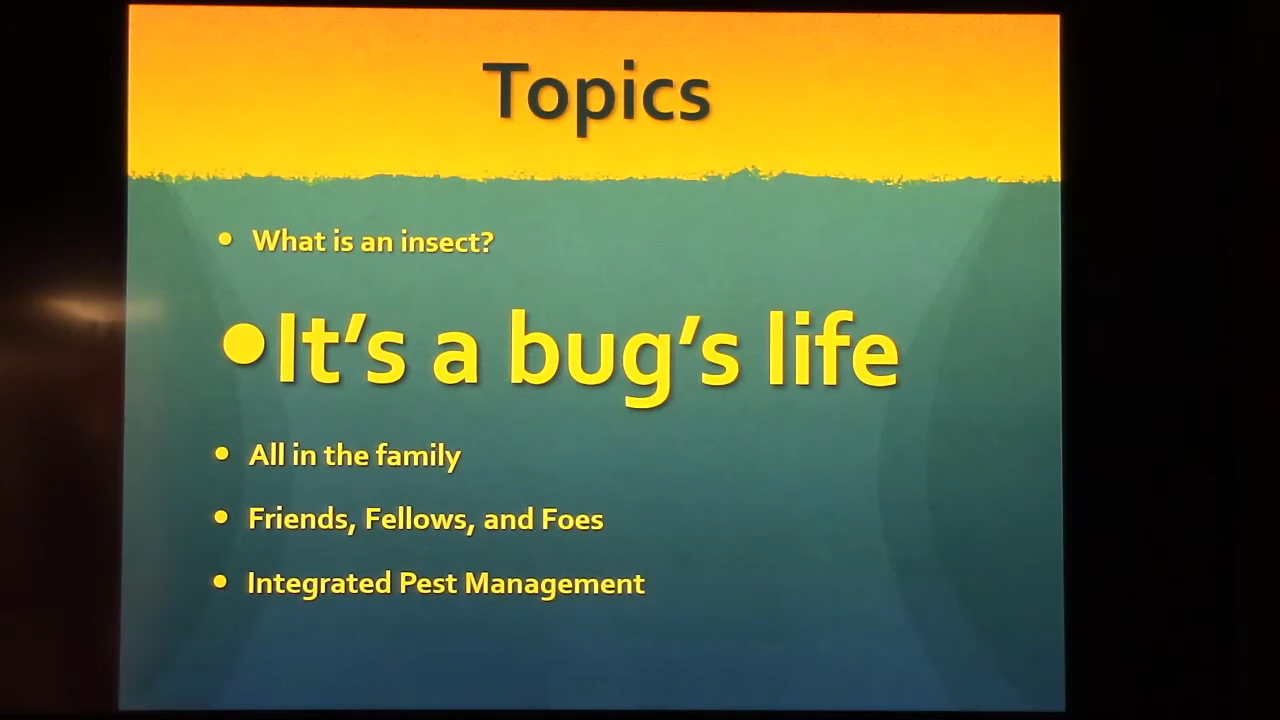 Topics
• What is an insect?
• It's a bug's life
• All in the family
• Friends, Fellows, and Foes
• Integrated Pest Management